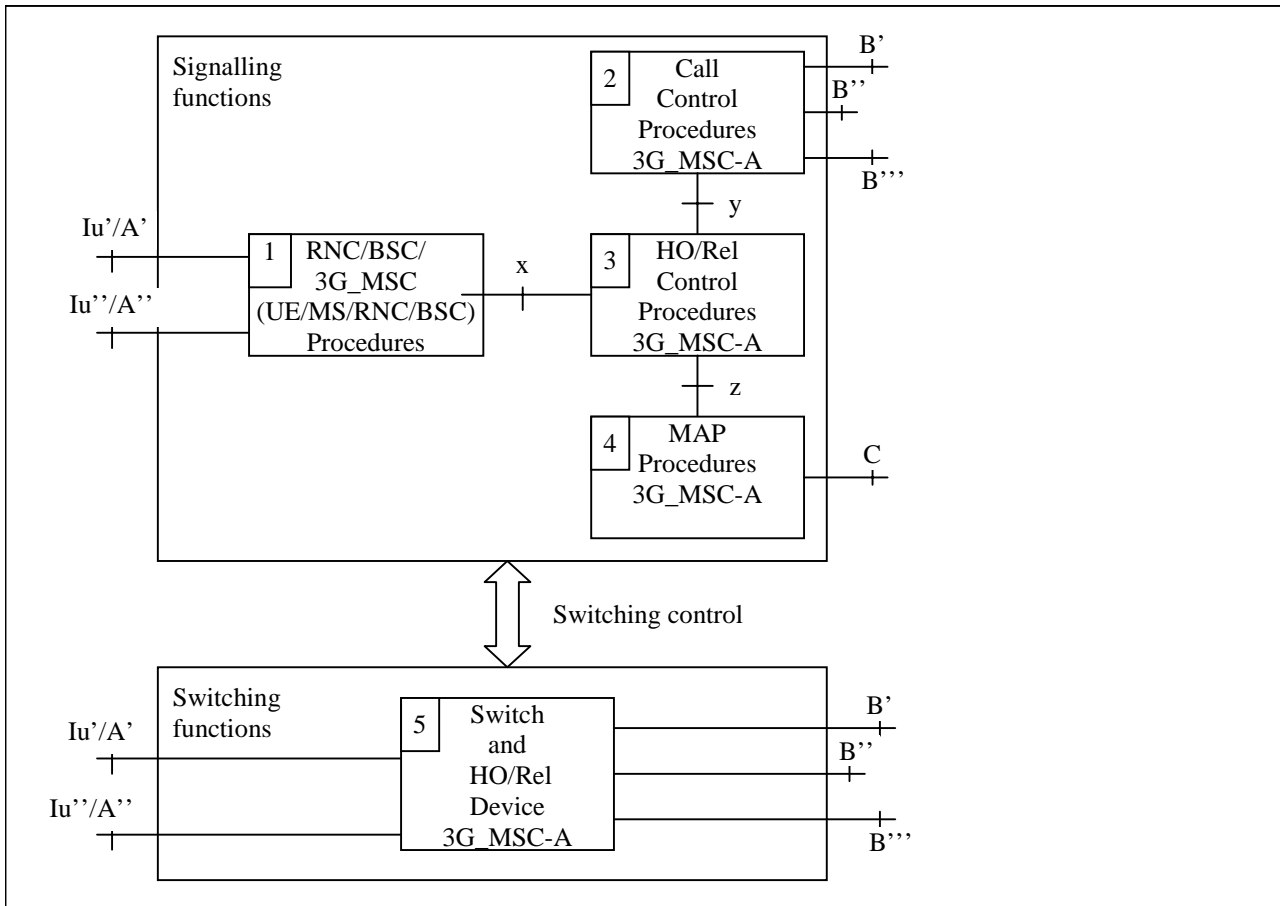 Signalling
functions
2
Call
Control
Procedures
3G_MSC-A
B'
B''
B'''
y
Iu'/A'
Iu''/A''
1
RNC/BSC/
3G_MSC
(UE/MS/RNC/BSC)
Procedures
x
3
HO/Rel
Control
Procedures
3G_MSC-A
z
4
MAP
Procedures
3G_MSC-A
C
Switching control
Switching
functions
Iu'/A'
Iu''/A''
5
Switch
and
HO/Rel
Device
3G_MSC-A
B'
B''
B'''